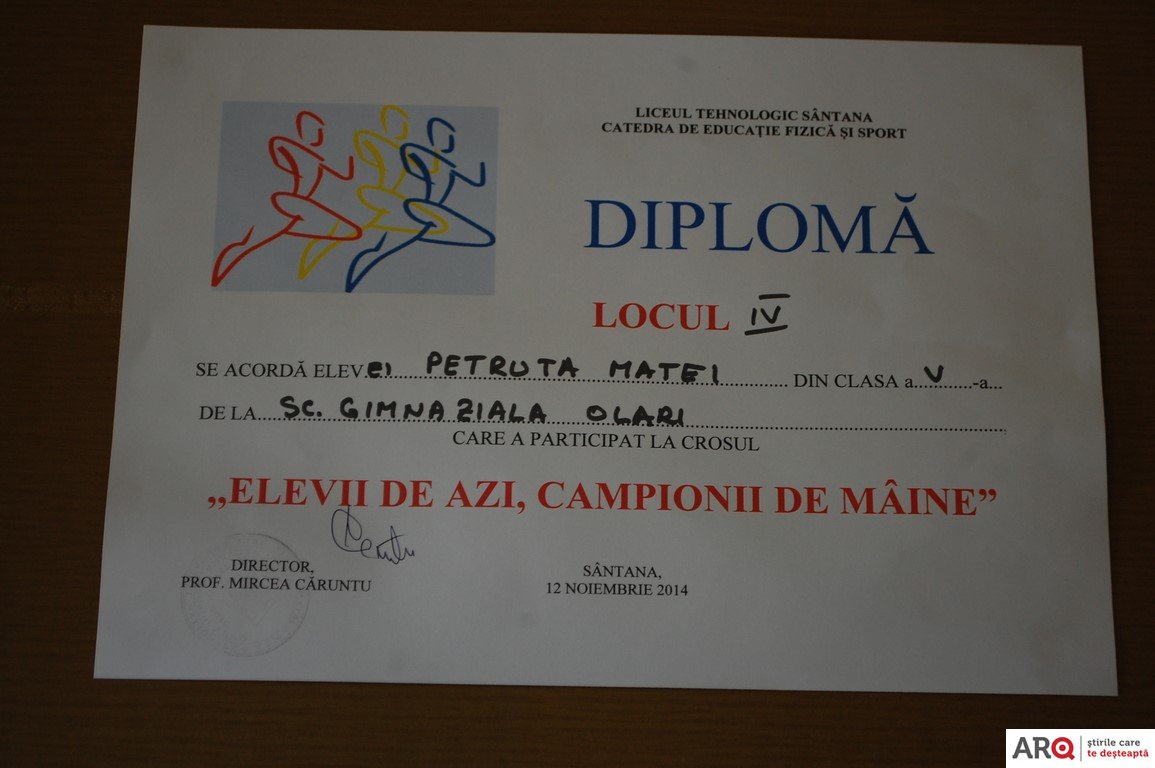 LICEUL TEHNOLOGIC SÂNTANA
CATEDRA DE EDUCAȚIE FIZICĂ ȘI SPORT
DIPLOMĂ
LOCUL IV
SE ACORDĂ ELEVEI PETRUTA MATEI DIN CLASA a V -a
DE LA SC. GIMNAZIALA OLARI
CARE A PARTICIPAT LA CROSUL
„ELEVII DE AZI, CAMPIONII DE MÂINE”
DIRECTOR,
PROF. MIRCEA CĂRUNTU
SÂNTANA,
12 NOIEMBRIE 2014
ARQ știrile care
te deșteaptă